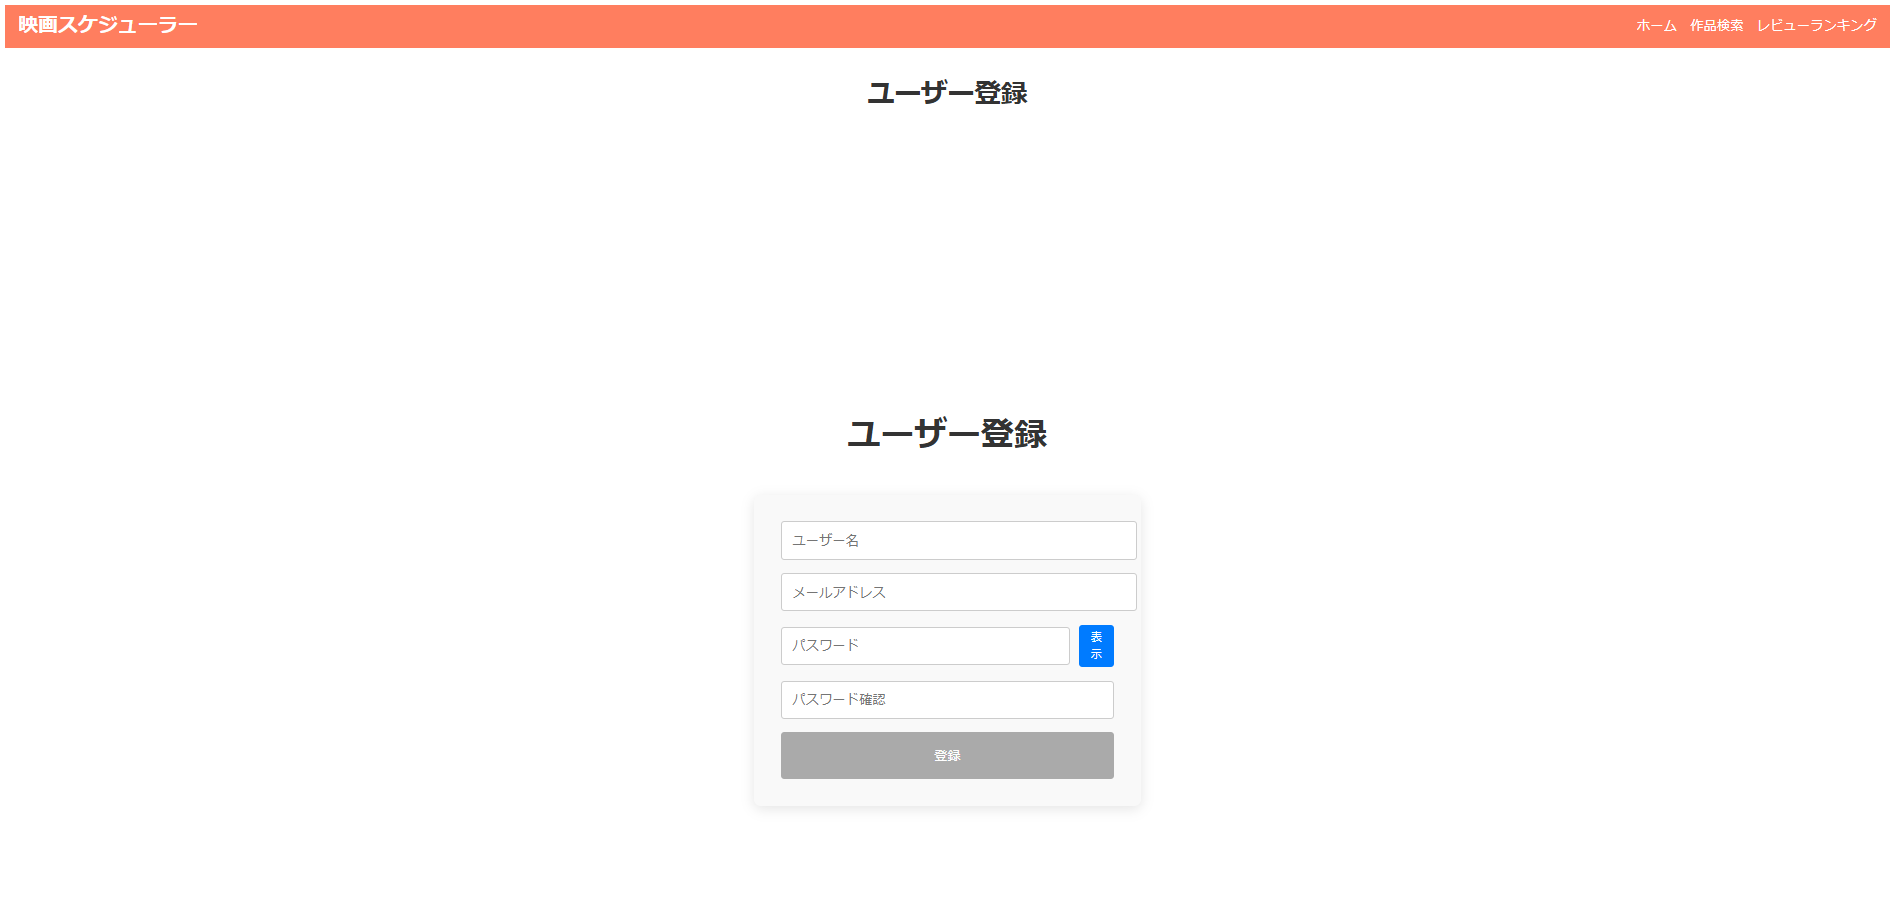 映画スケジューラー
ホーム 作品検索 レビューランキング
ユーザー登録
ユーザー登録
ユーザー名
メールアドレス
パスワード
表
示
パスワード確認
登録